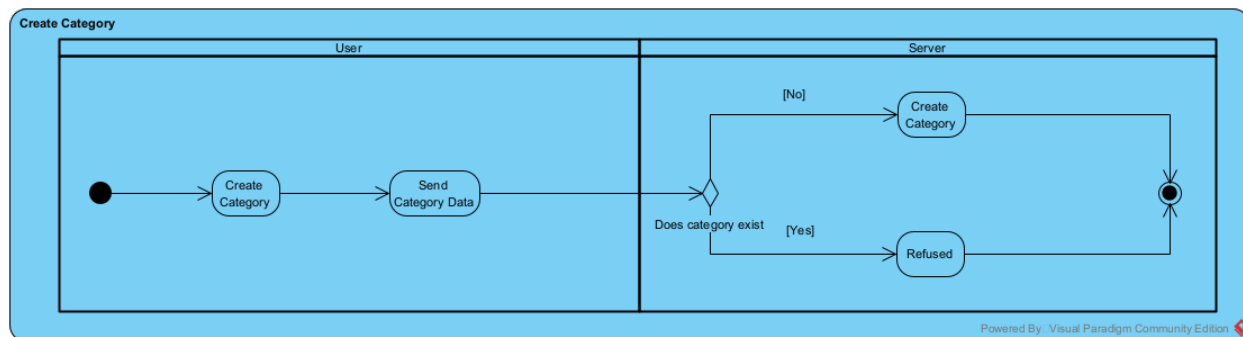 Create Category
User
Server
[No]
Create
Category
Create
Category
Send
Category Data
Does category exist
[Yes]
Refused
Powered By: Visual Paradigm Community Edition